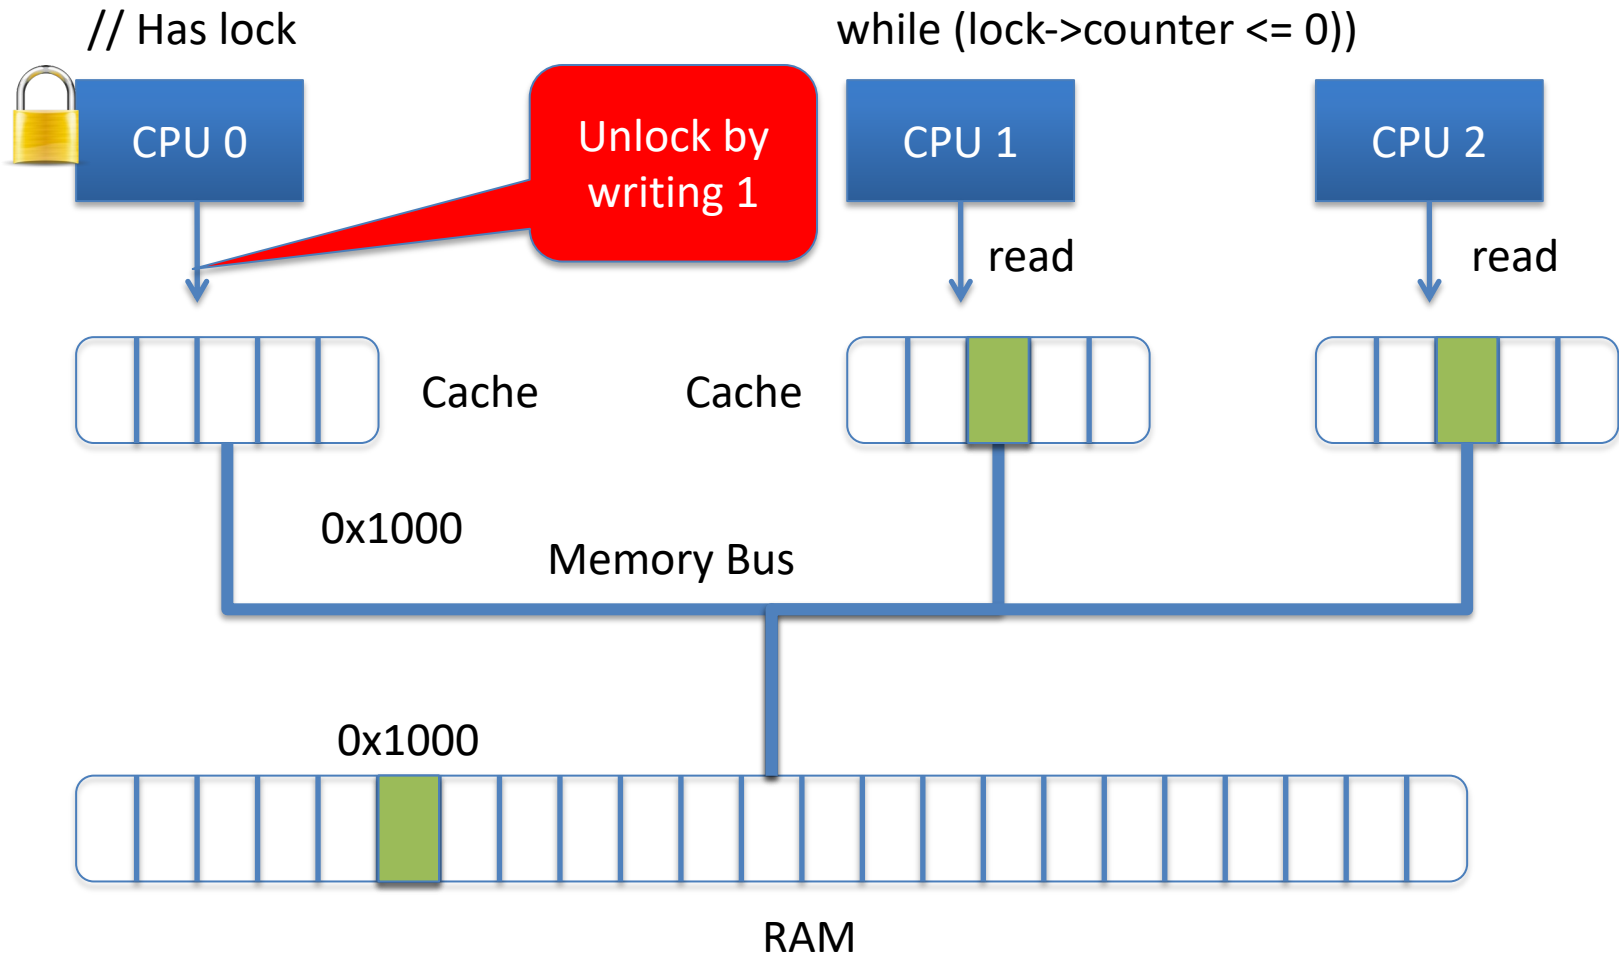 // Has lock
while (lock->counter <= 0))
CPU 0
Unlock by
writing 1
CPU 1
CPU 2
read
read
Cache
Cache
0x1000
Memory Bus
0x1000
RAM